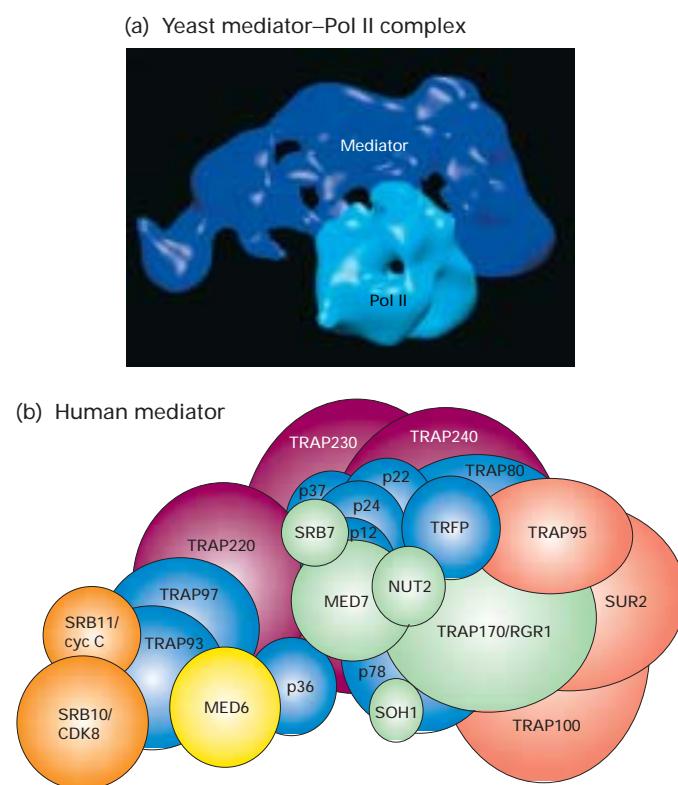 (a) Yeast mediator–Pol II complex
Mediator
Pol II
(b) Human mediator
TRAP230
TRAP240
p22
TRAP80
p37
p24
TRFP
TRAP95
SRB7
p12
TRAP220
TRAP97
MED7
NUT2
SUR2
SRB11/
cyc C
TRAP93
TRAP170/RGR1
p36
p78
SRB10/
CDK8
MED6
SOH1
TRAP100